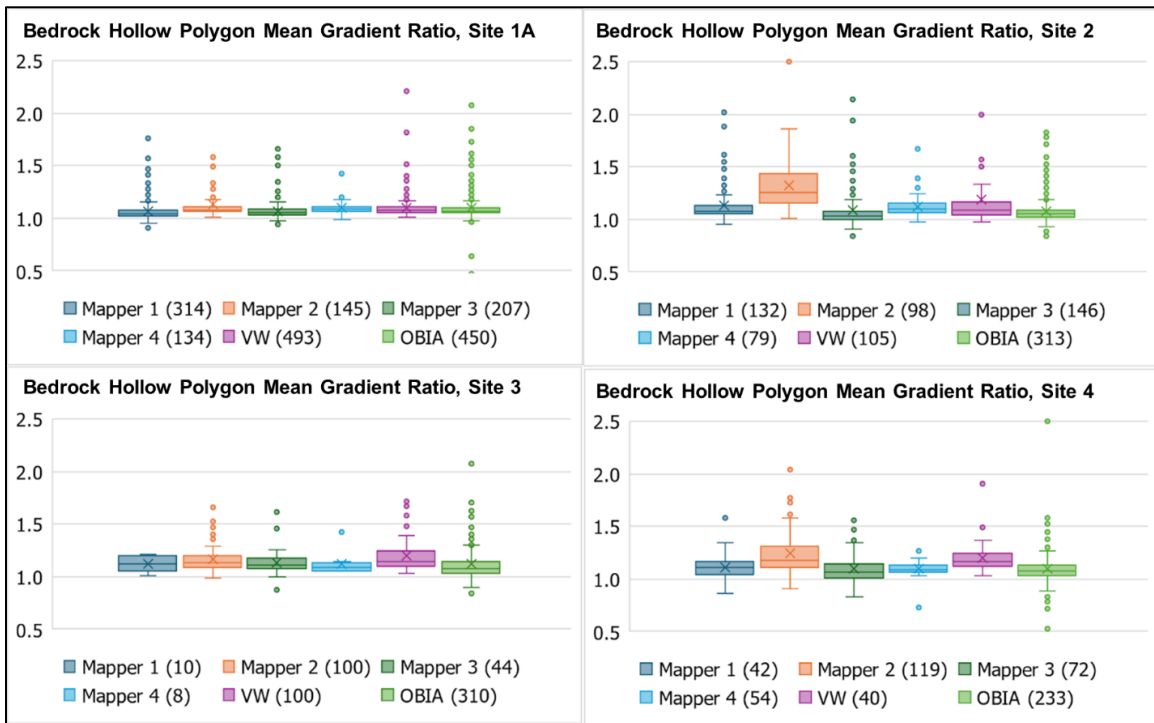 Bedrock Hollow Polygon Mean Gradient Ratio, Site 1A
2.5
2.0
1.5
1.0
0.5
Mapper 1 (314) Mapper 2 (145) Mapper 3 (207)
Mapper 4 (134) VW (493) OBIA (450)
Bedrock Hollow Polygon Mean Gradient Ratio, Site 2
2.5
2.0
1.5
1.0
0.5
Mapper 1 (132) Mapper 2 (98) Mapper 3 (146)
Mapper 4 (79) VW (105) OBIA (313)
Bedrock Hollow Polygon Mean Gradient Ratio, Site 3
2.5
2.0
1.5
1.0
0.5
Mapper 1 (10) Mapper 2 (100) Mapper 3 (44)
Mapper 4 (8) VW (100) OBIA (310)
Bedrock Hollow Polygon Mean Gradient Ratio, Site 4
2.5
2.0
1.5
1.0
0.5
Mapper 1 (42) Mapper 2 (119) Mapper 3 (72)
Mapper 4 (54) VW (40) OBIA (233)